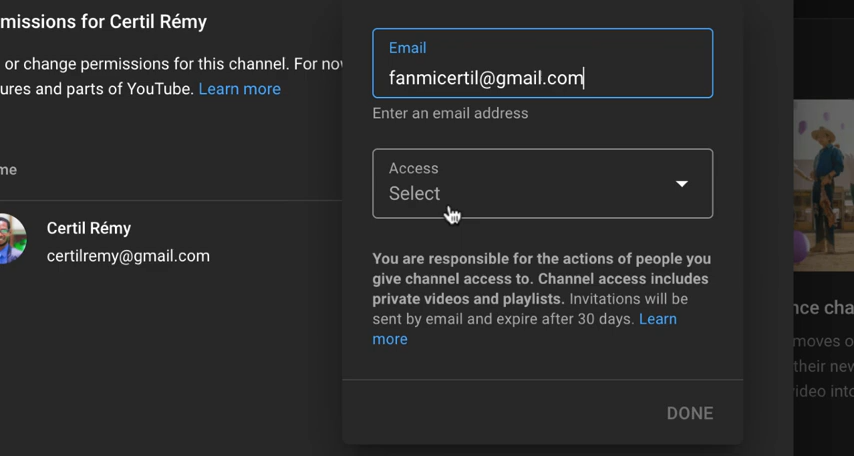 missions for Certil Rémy
or change permissions for this channel. For nov
ures and parts of YouTube. Learn more
me
Certil Rémy
certilremy@gmail.com
Email
fanmicertil@gmail.com
Enter an email address
Access
Select
You are responsible for the actions of people you
give channel access to. Channel access includes
private videos and playlists. Invitations will be
sent by email and expire after 30 days. Learn
more
DONE
nce cha
moves o
their new
video into